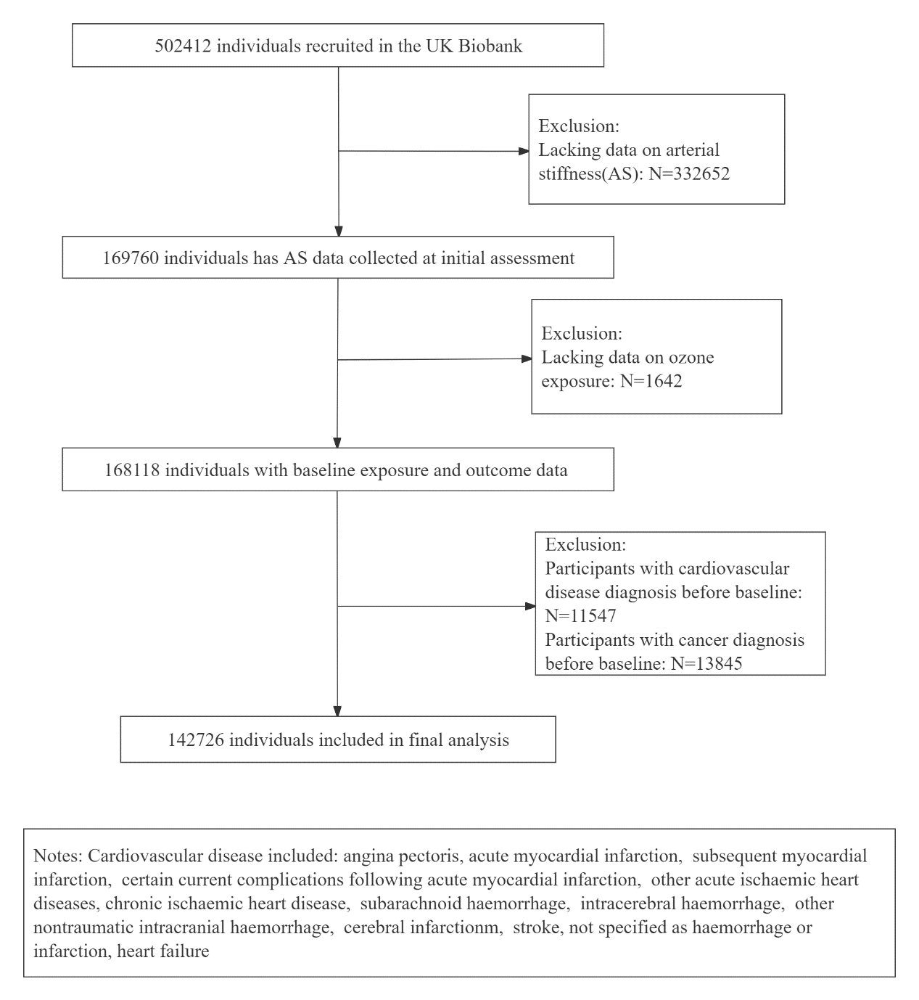 502412 individuals recruited in the UK Biobank
Exclusion:
Lacking data on arterial
stiffness(AS): N=332652
169760 individuals has AS data collected at initial assessment
Exclusion:
Lacking data on ozone
exposure: N=1642
168118 individuals with baseline exposure and outcome data
Exclusion:
Participants with cardiovascular
disease diagnosis before baseline:
N=11547
Participants with cancer diagnosis
before baseline: N=13845
142726 individuals included in final analysis
Notes: Cardiovascular disease included: angina pectoris, acute myocardial infarction,  subsequent myocardial
infarction,  certain current complications following acute myocardial infarction,  other acute ischaemic heart
diseases, chronic ischaemic heart disease,  subarachnoid haemorrhage,  intracerebral haemorrhage,  other
nontraumatic intracranial haemorrhage,  cerebral infarctionm,  stroke, not specified as haemorrhage or
infarction, heart failure